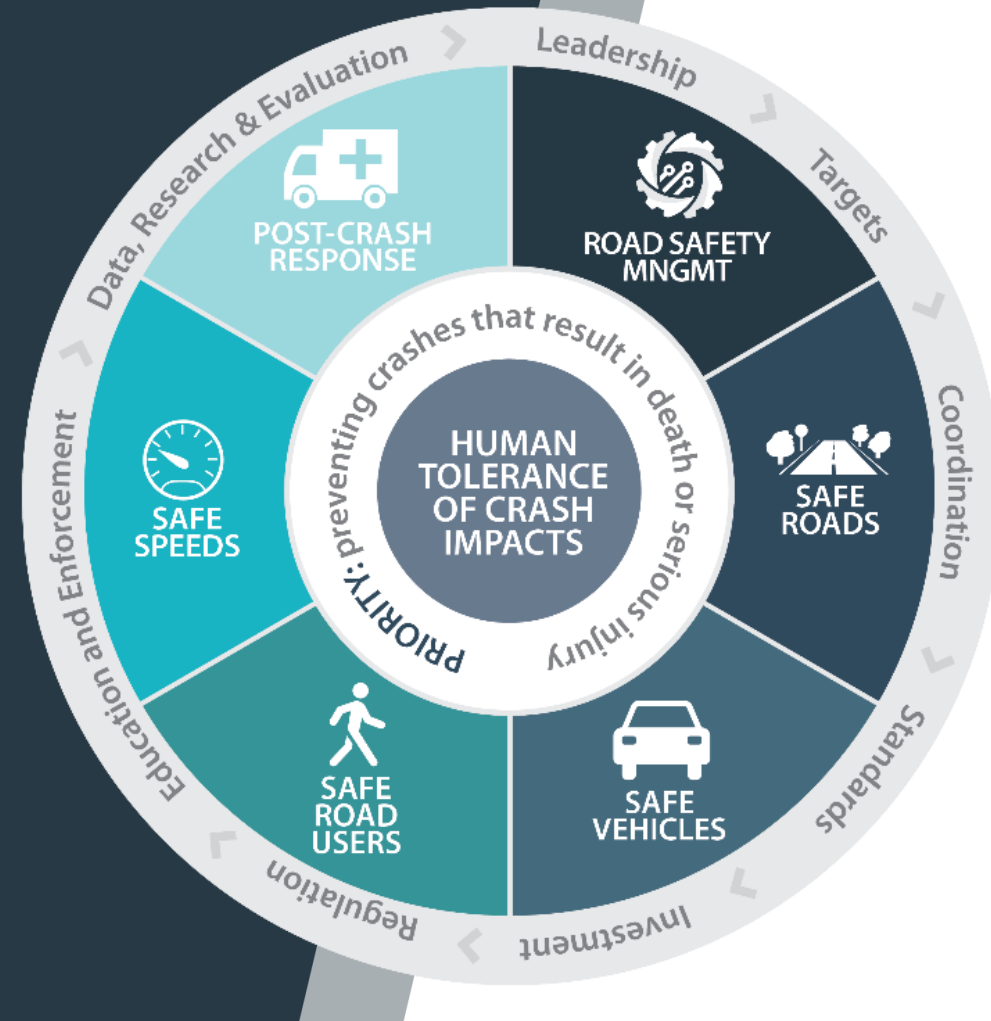 Leadership
Targets
Coordination
Standards
Investment
Regulation
Education and Enforcement
Data, Research & Evaluation
ROAD SAFETY
MNGMT
SAFE
ROADS
SAFE
VEHICLES
SAFE
ROAD
USERS
SAFE
SPEEDS
POST-CRASH
RESPONSE
PRIORITY: preventing crashes that result in death or serious injury
HUMAN
TOLERANCE
OF CRASH
IMPACTS